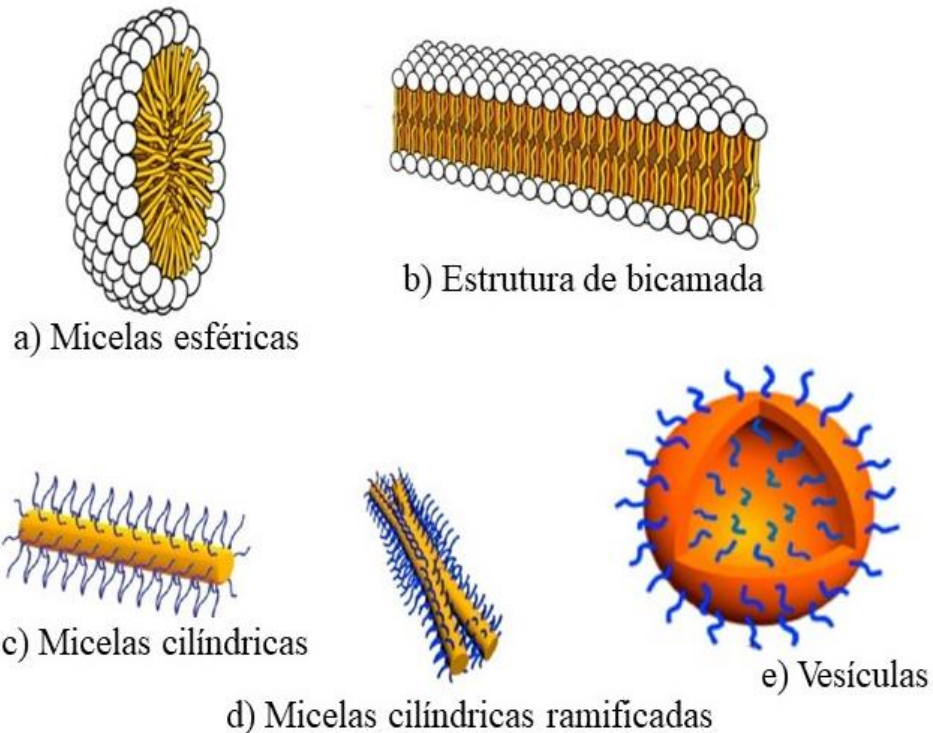 a) Micelas esféricas
b) Estrutura de bicamada
c) Micelas cilíndricas
d) Micelas cilíndricas ramificadas
e) Vesículas